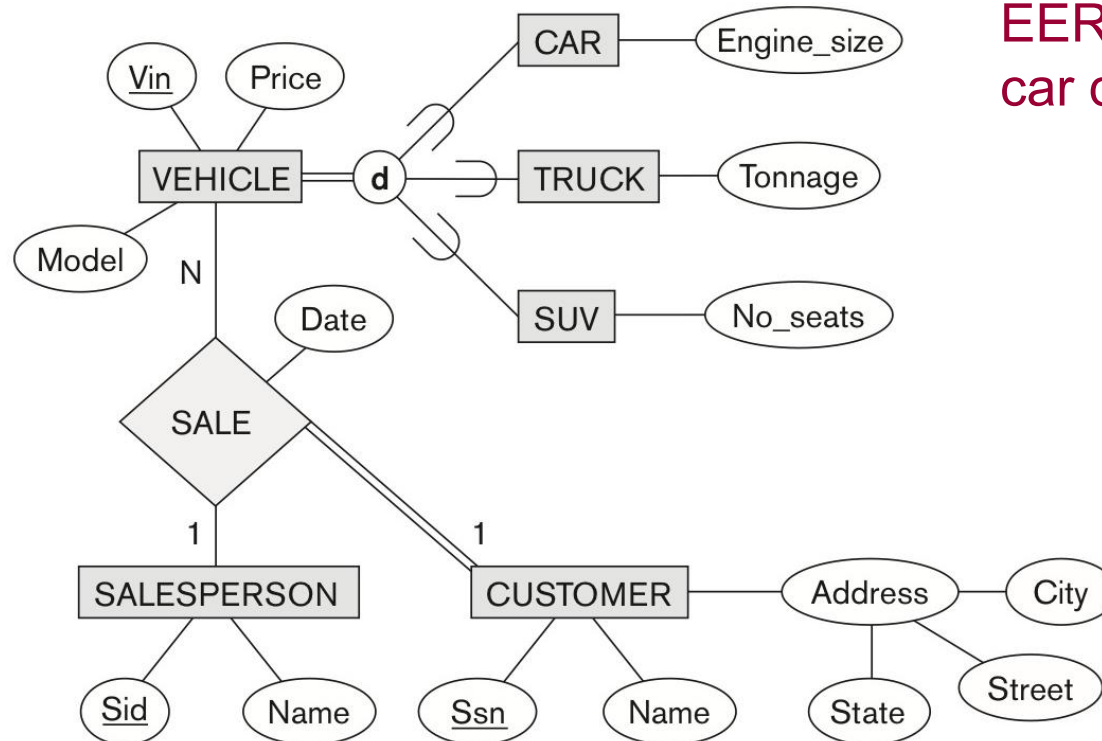 EER
car
CAR
Engine_size
Vin
Price
VEHICLE
d
TRUCK
Tonnage
Model
N
SUV
No_seats
Date
SALE
1
1
SALESPERSON
CUSTOMER
Address
City
Sid
Name
Ssn
Name
State
Street